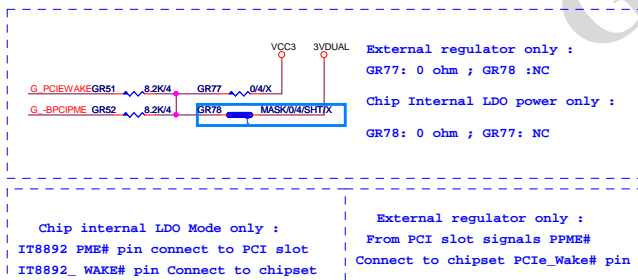 VCC3 3VDUAL
External regulator only :
GR77: 0 ohm ; GR78 :NC
Chip Internal LDO power only :
GR78: 0 ohm ; GR77: NC
G_PCIEWAKE GR51 8.2K/4 GR77 0/4/X
G_-BPCIPME GR52 8.2K/4 GR78 MASK/0/4/SHT/X
Chip internal LDO Mode only :
IT8892 PME# pin connect to PCI slot
IT8892_ WAKE# pin Connect to chipset
External regulator only :
From PCI slot signals PPME#
Connect to chipset PCIe_Wake# pin